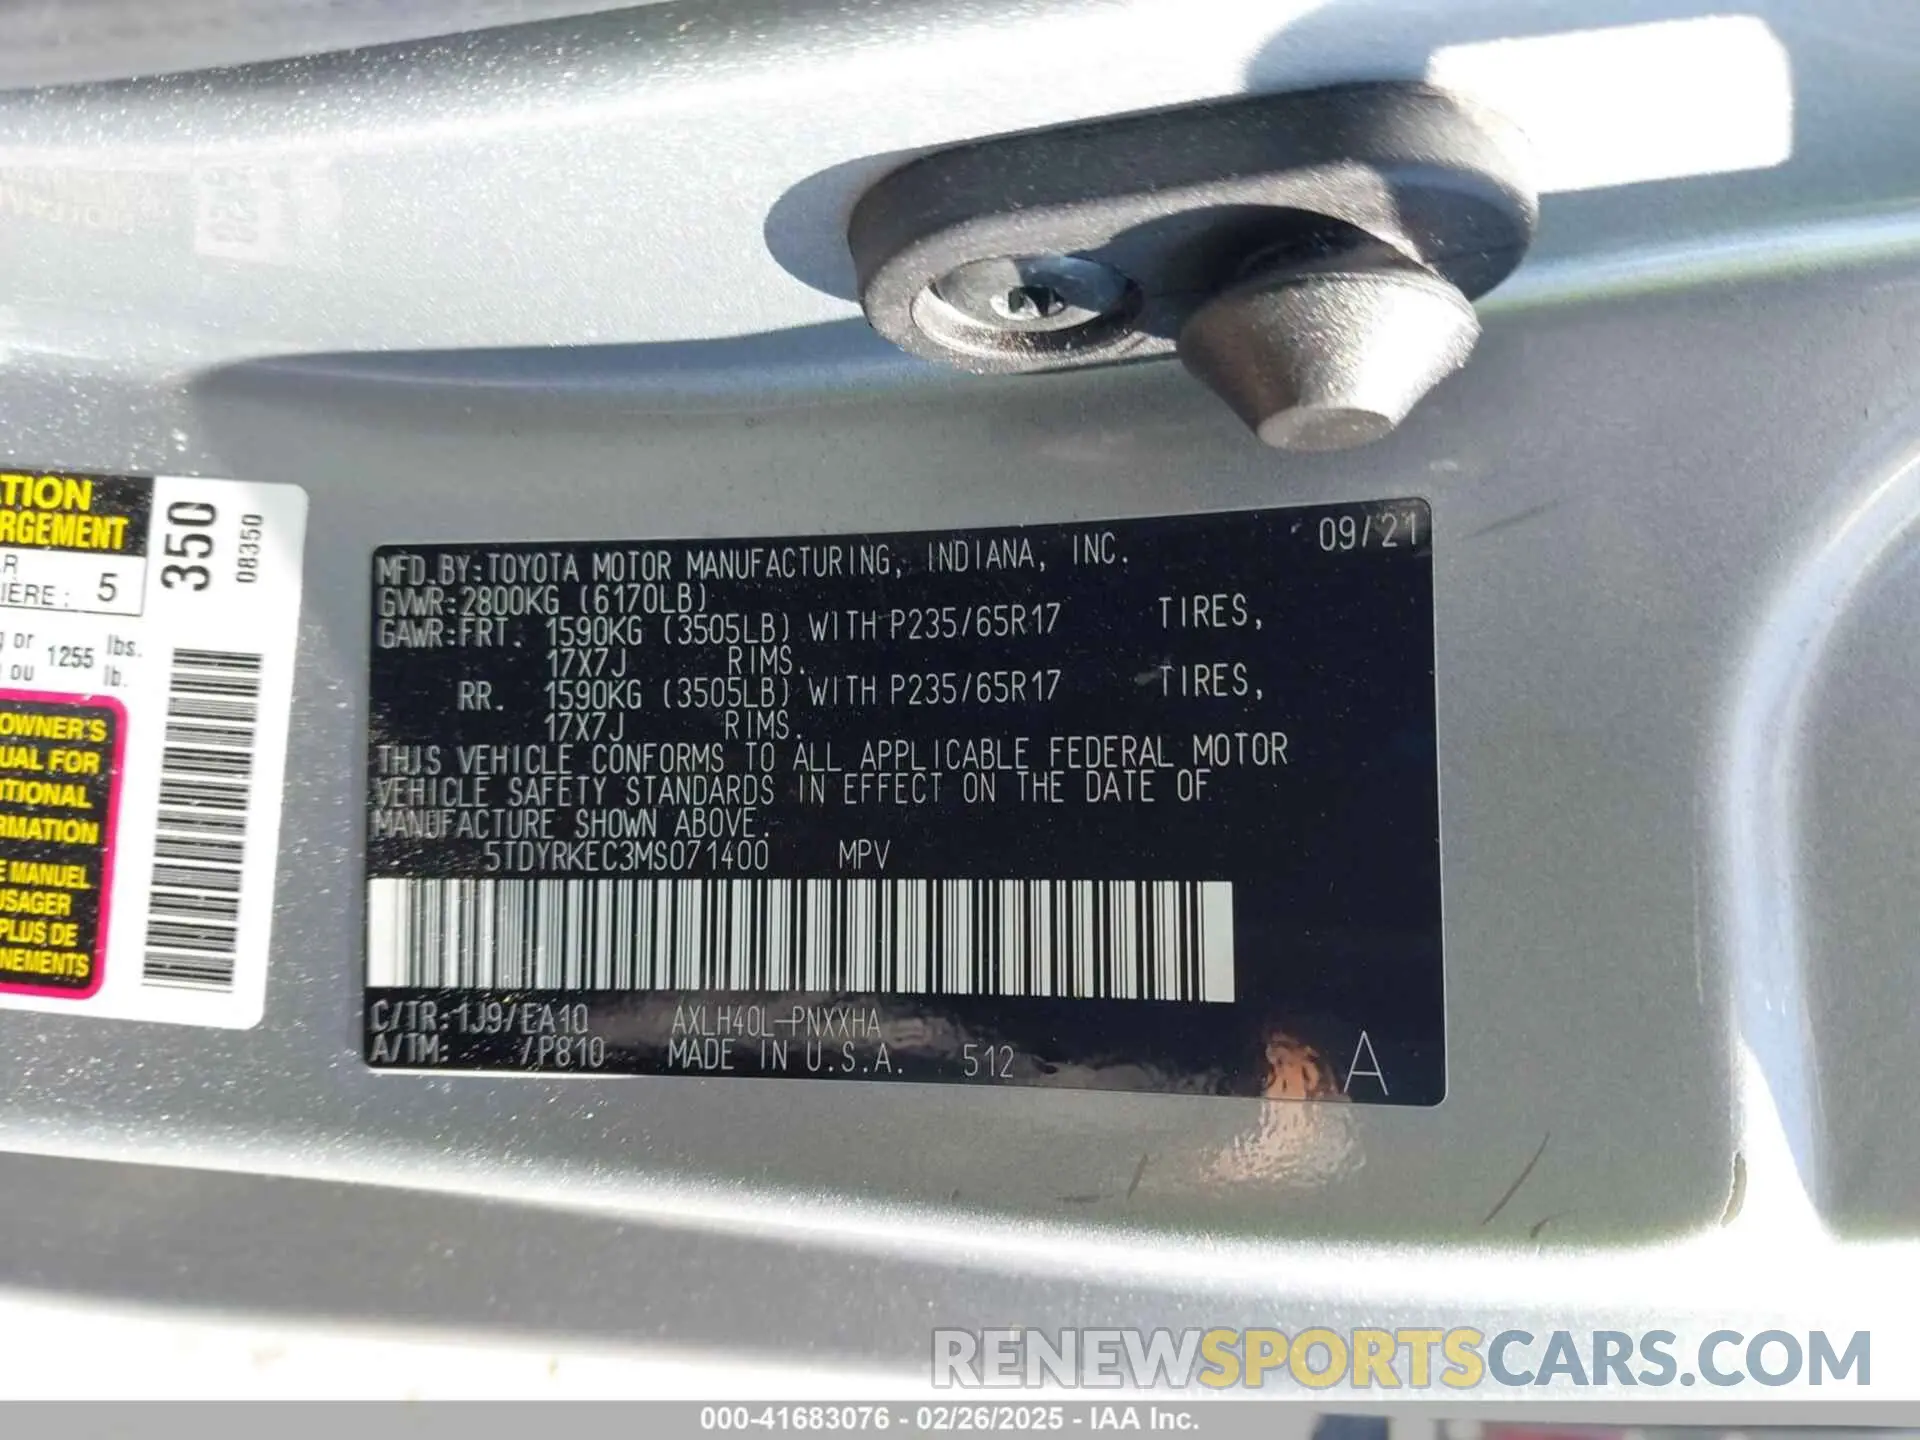 09/21
MFD.BY:TOYOTA MOTOR MANUFACTURING, INDIANA, INC.
GVWR:2800KG (6170LB)
GAWR:FRT. 1590KG (3505LB) WITH P235/65R17 TIRES,
17X7J RIMS.
RR. 1590KG (3505LB) WITH P235/65R17 TIRES,
17X7J RIMS.
THIS VEHICLE CONFORMS TO ALL APPLICABLE FEDERAL MOTOR
VEHICLE SAFETY STANDARDS IN EFFECT ON THE DATE OF
MANUFACTURE SHOWN ABOVE.
5TDYRKEC3MS071400 MPV
C/TR:1J9/EA10 AXLH40L-PNXXHA
A/TM: /P810 MADE IN U.S.A. 512
A
ATION
RGEMENT
R
IERE: 5
g or 1255 lbs.
ou lb.
OWNER'S
UAL FOR
ITIONAL
RMATION
E MANUEL
USAGER
PLUS DE
NEMENTS
350
08350
RENEWSPORTSCARS.COM
000-41683076 - 02/26/2025 - IAA Inc.